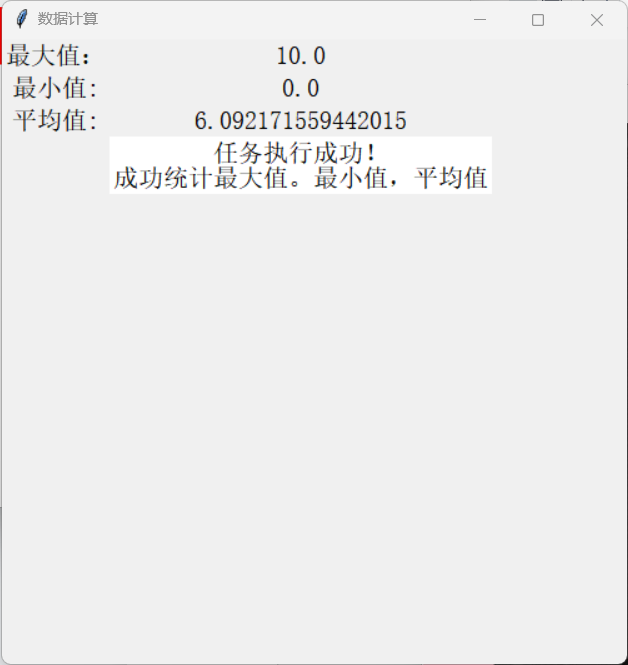 数据计算
最大值： 10.0
最小值: 0.0
平均值: 6.092171559442015
任务执行成功！
成功统计最大值。最小值，平均值